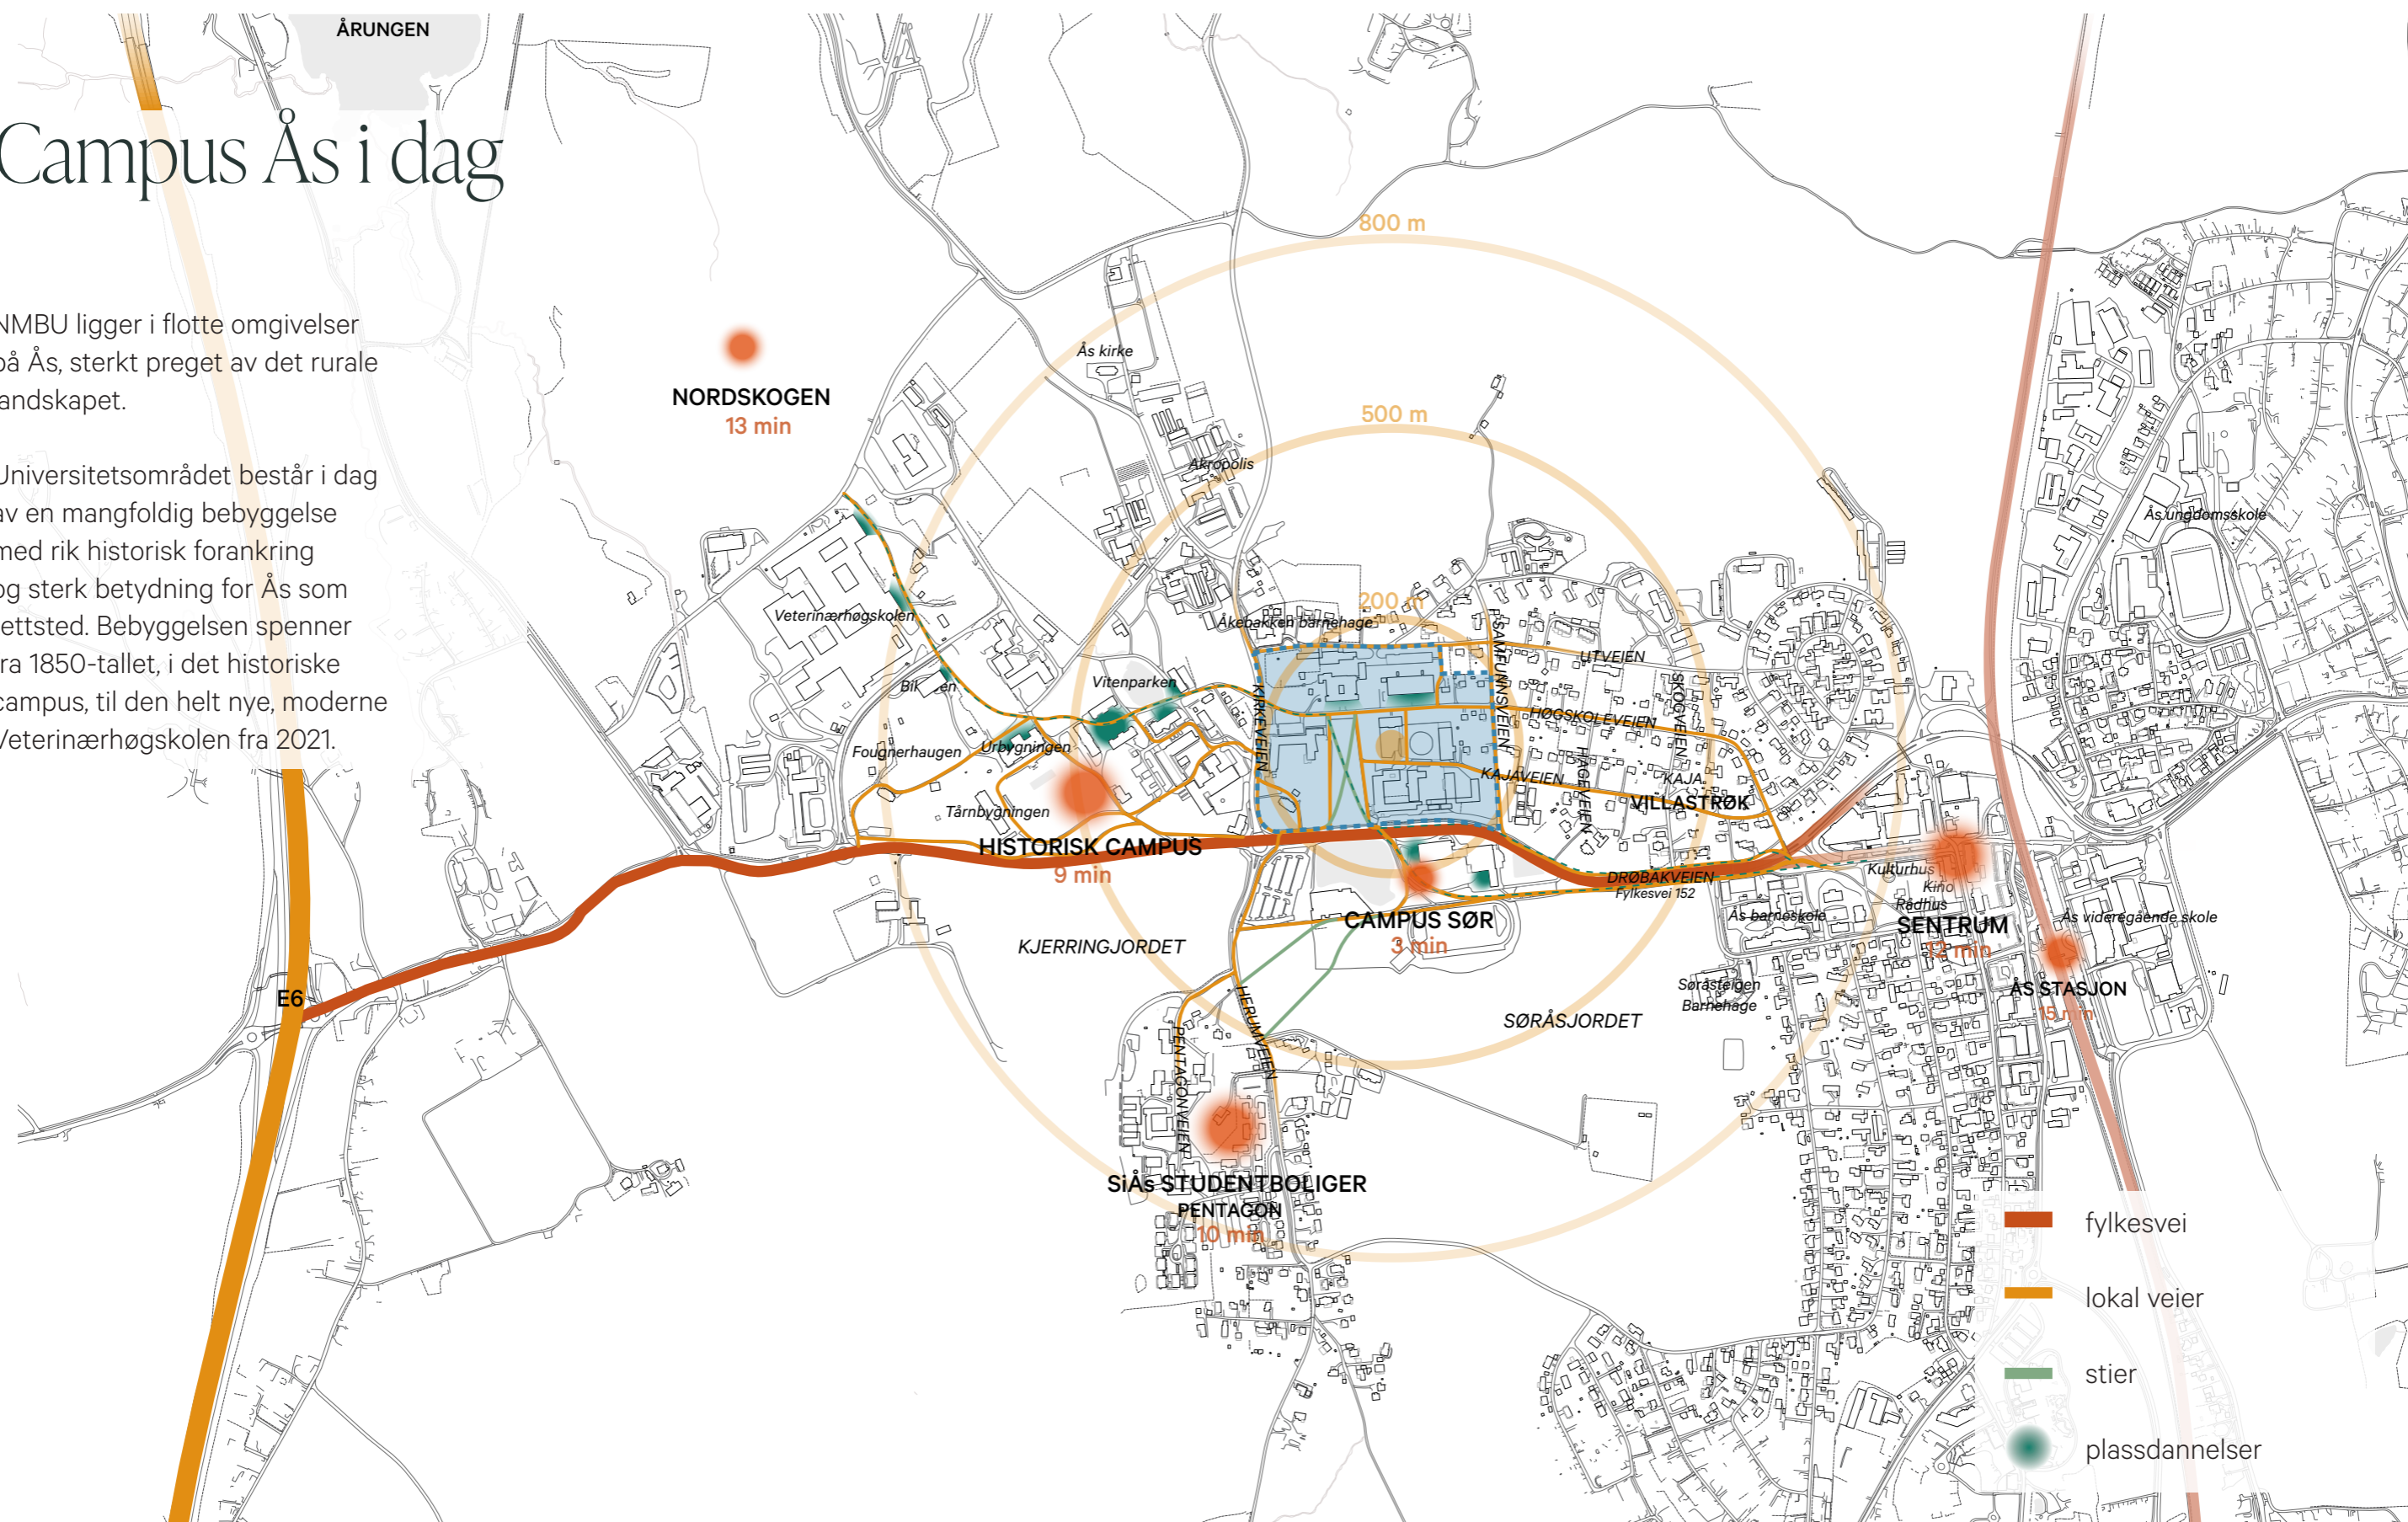 ÅRUNGEN
Campus Ås i dag
NMBU ligger i flotte omgivelser
på Ås, sterkt preget av det rurale
landskapet.
Universitetsområdet består i dag
av en mangfoldig bebyggelse
med rik historisk forankring
og sterk betydning for Ås som
tettsted. Bebyggelsen spenner
fra 1850-tallet, i det historiske
campus, til den helt nye, moderne
Veterinærhøgskolen fra 2021.
800 m
500 m
200 m
NORDSKOGEN
13 min
Ås kirke
Akropolis
Ås ungdomsskole
Veterinærhøgskolen
Åkebakken barnehage
Vitenparken
Fougnerhaugen
Urbygningen
Tårnbygningen
KIRKEVEIEN
UTVEIEN
SKOGVEIEN
HØGSKOLEVEIEN
HAGEVEIEN
KAJAVEIEN
KAJA
VILLASTRØK
HISTORISK CAMPUS
9 min
DRØBAKVEIEN
Fylkesvei 152
Kulturhus
Kino
Rådhus
SENTRUM
12 min
Ås barneskole
Ås videregående skole
CAMPUS SØR
3 min
KJERRINGJORDET
E6
Søråsteigen
Barnehage
ÅS STASJON
15 min
SØRÅSJORDET
HERUMVEIEN
PENTAGONVEIEN
SiÅs STUDENTBOLIGER
PENTAGON
10 min
fylkesvei
lokal veier
stier
plassdannelser